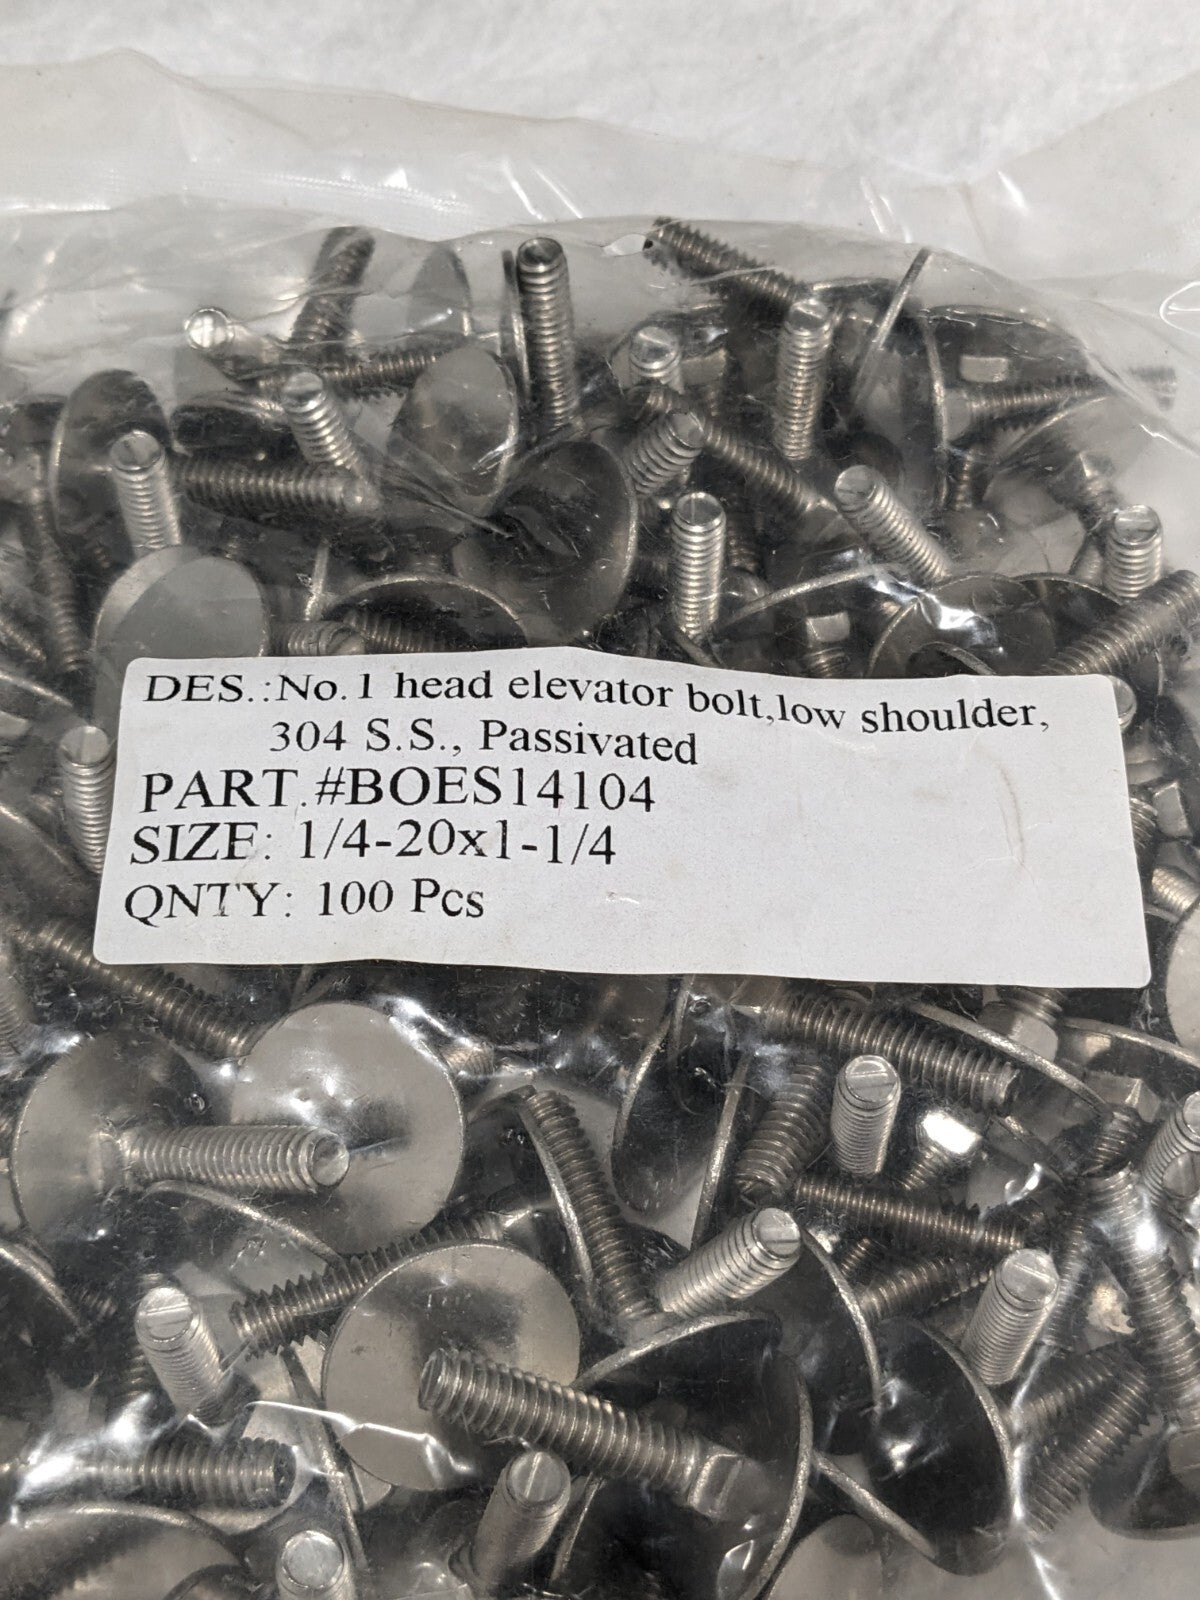 DES.:No.1 head elevator bolt,low shoulder,
304 S.S., Passivated
PART.#BOES14104
SIZE: 1/4-20x1-1/4
QNTY: 100 Pcs